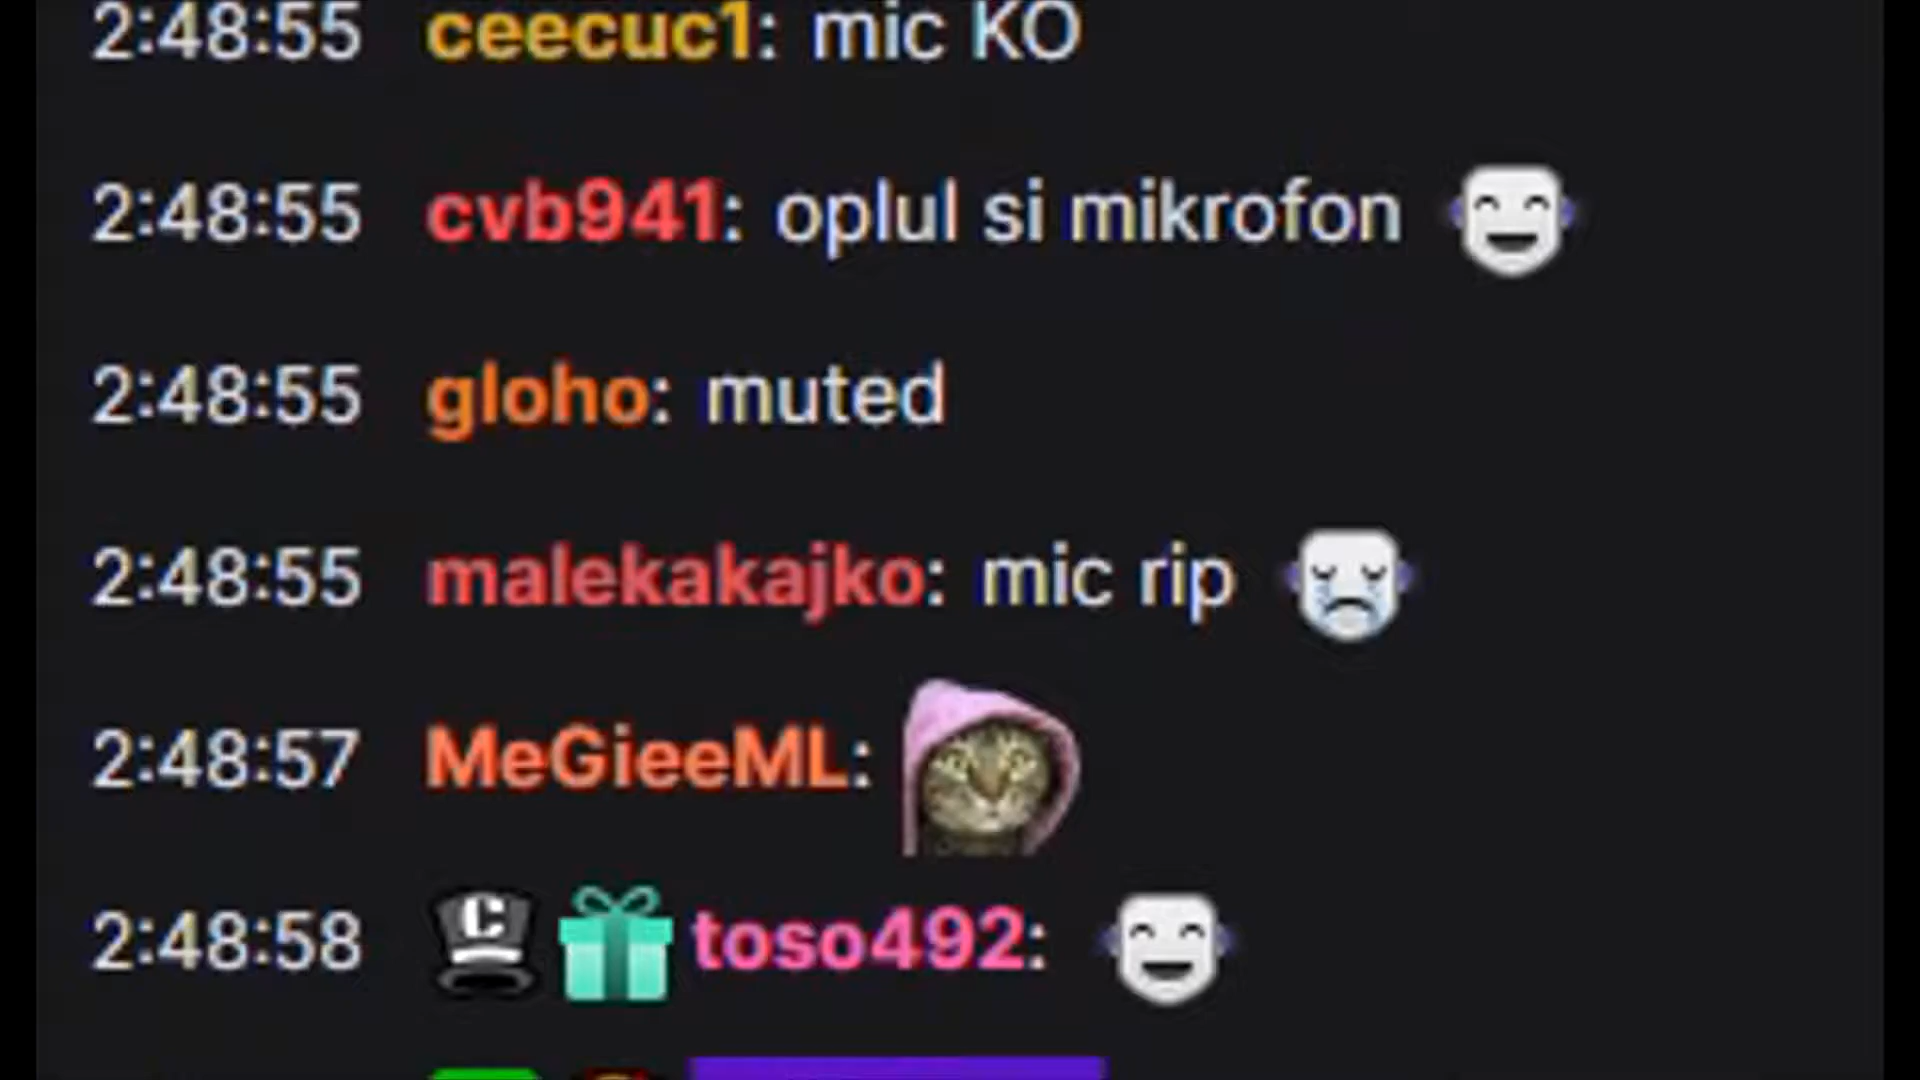 2:48:55 ceecuc1: mic KO
2:48:55 cvb941: oplul si mikrofon
2:48:55 gloho: muted
2:48:55 malekakajko: mic rip
2:48:57 MeGieeML:
2:48:58 C toso492: